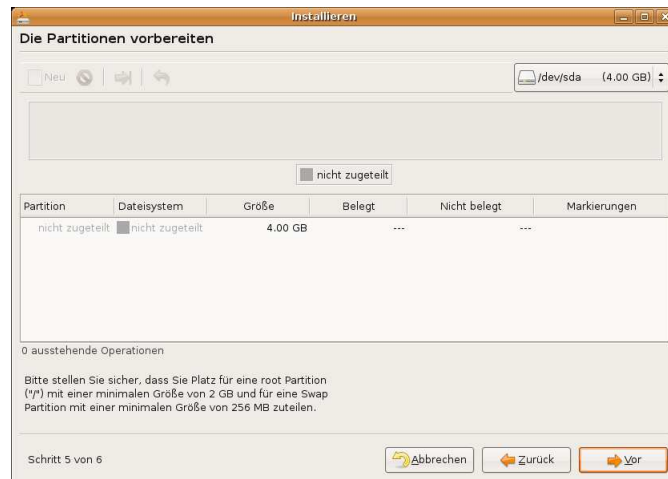 Installieren
Die Partitionen vorbereiten
Neu
/dev/sda (4.00 GB)
nicht zugeteilt
Partition Dateisystem Größe Belegt Nicht belegt Markierungen
nicht zugeteilt nicht zugeteilt 4.00 GB --- ---
0 ausstehende Operationen
Bitte stellen Sie sicher, dass Sie Platz für eine root Partition
("/") mit einer minimalen Größe von 2 GB und für eine Swap
Partition mit einer minimalen Größe von 256 MB zuteilen.
Schritt 5 von 6 Abbrechen Zurück Vor